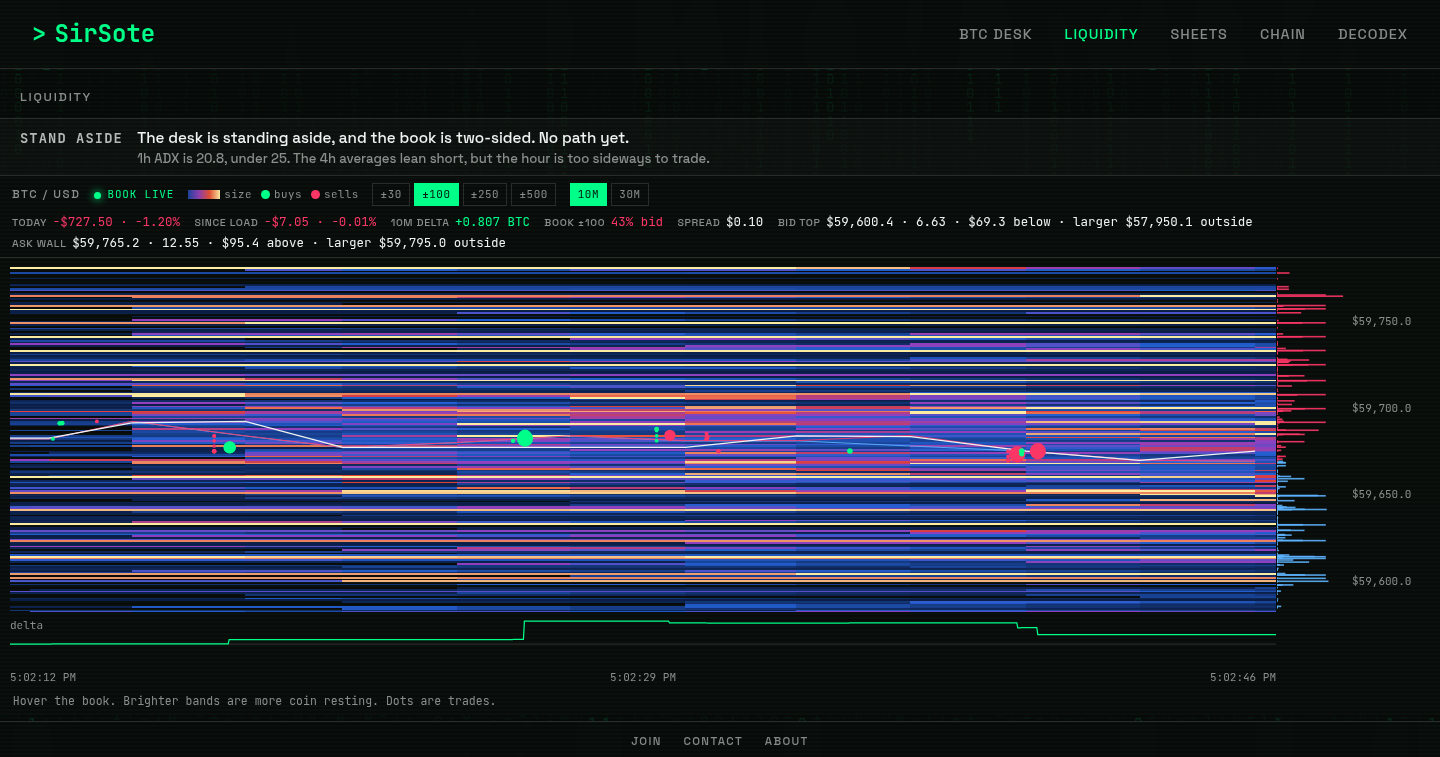 > SirSote
BTC DESK LIQUIDITY SHEETS CHAIN DECODEX
LIQUIDITY
STAND ASIDE The desk is standing aside, and the book is two-sided. No path yet.
1h ADX is 20.8, under 25. The 4h averages lean short, but the hour is too sideways to trade.
BTC / USD BOOK LIVE size buys sells ±30 ±100 ±250 ±500 10M 30M
TODAY -$727.50 · -1.20% SINCE LOAD -$7.05 · -0.01% 10M DELTA +0.807 BTC BOOK ±100 43% bid SPREAD $0.10 BID TOP $59,600.4 · 6.63 · $69.3 below · larger $57,950.1 outside
ASK WALL $59,765.2 · 12.55 · $95.4 above · larger $59,795.0 outside
$59,750.0
$59,700.0
$59,650.0
$59,600.0
delta
5:02:12 PM 5:02:29 PM 5:02:46 PM
Hover the book. Brighter bands are more coin resting. Dots are trades.
JOIN CONTACT ABOUT